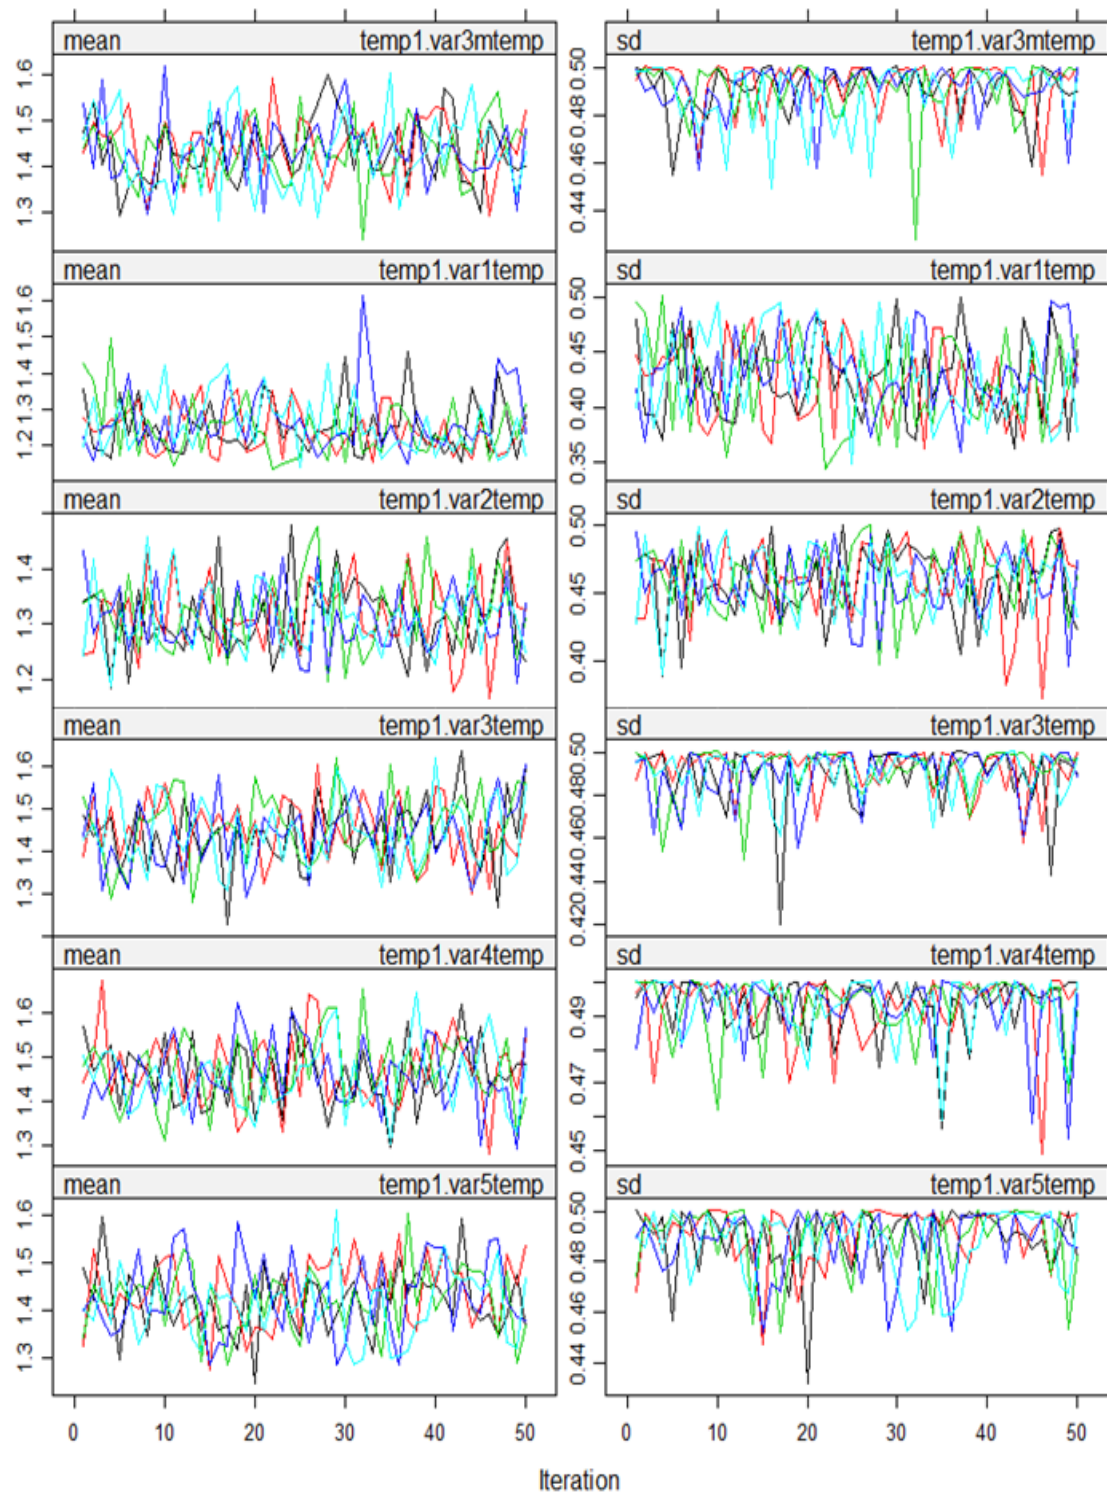 mean temp1.var3mtemp sd temp1.var3mtemp
1.3 1.4 1.5 1.6
0.44 0.46 0.48 0.50
mean temp1.var1temp sd temp1.var1temp
1.2 1.3 1.4 1.5 1.6
0.35 0.40 0.45 0.50
mean temp1.var2temp sd temp1.var2temp
1.2 1.3 1.4
0.40 0.45 0.50
mean temp1.var3temp sd temp1.var3temp
1.3 1.4 1.5 1.6
0.42 0.44 0.46 0.48 0.50
mean temp1.var4temp sd temp1.var4temp
1.3 1.4 1.5 1.6
0.45 0.47 0.49
mean temp1.var5temp sd temp1.var5temp
1.3 1.4 1.5 1.6
0.44 0.46 0.48 0.50
0 10 20 30 40 50 0 10 20 30 40 50
Iteration